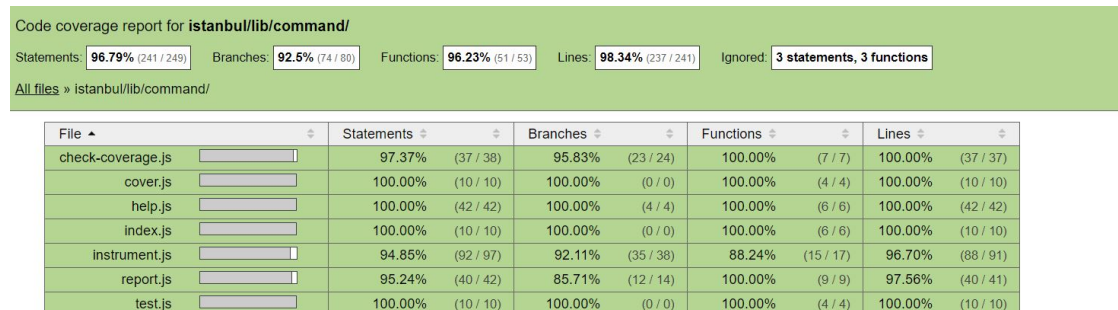 Code coverage report for istanbul/lib/command/
Statements: 96.79% (241 / 249) Branches: 92.5% (74 / 80) Functions: 96.23% (51 / 53) Lines: 98.34% (237 / 241) Ignored: 3 statements, 3 functions
All files » istanbul/lib/command/
File Statements Branches Functions Lines
check-coverage.js 97.37% (37 / 38) 95.83% (23 / 24) 100.00% (7 / 7) 100.00% (37 / 37)
cover.js 100.00% (10 / 10) 100.00% (0 / 0) 100.00% (4 / 4) 100.00% (10 / 10)
help.js 100.00% (42 / 42) 100.00% (4 / 4) 100.00% (6 / 6) 100.00% (42 / 42)
index.js 100.00% (10 / 10) 100.00% (0 / 0) 100.00% (6 / 6) 100.00% (10 / 10)
instrument.js 94.85% (92 / 97) 92.11% (35 / 38) 88.24% (15 / 17) 96.70% (88 / 91)
report.js 95.24% (40 / 42) 85.71% (12 / 14) 100.00% (9 / 9) 97.56% (40 / 41)
test.js 100.00% (10 / 10) 100.00% (0 / 0) 100.00% (4 / 4) 100.00% (10 / 10)